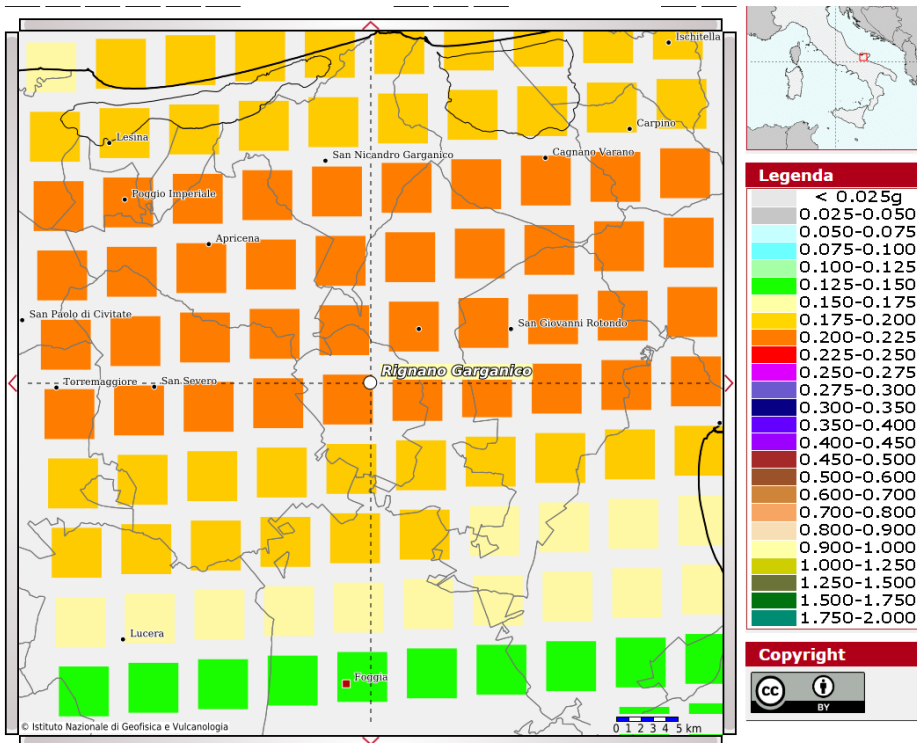 Ischitella
Carpino
Lesina
San Nicandro Garganico
Cagnano Varano
Poggio Imperiale
Apricena
San Paolo di Civitate
San Giovanni Rotondo
Rignano Garganico
Torremaggiore
San Severo
Lucera
Foggia
© Istituto Nazionale di Geofisica e Vulcanologia
0 1 2 3 4 5 km
Legenda
< 0.025g
0.025-0.050
0.050-0.075
0.075-0.100
0.100-0.125
0.125-0.150
0.150-0.175
0.175-0.200
0.200-0.225
0.225-0.250
0.250-0.275
0.275-0.300
0.300-0.350
0.350-0.400
0.400-0.450
0.450-0.500
0.500-0.600
0.600-0.700
0.700-0.800
0.800-0.900
0.900-1.000
1.000-1.250
1.250-1.500
1.500-1.750
1.750-2.000
Copyright
cc
BY